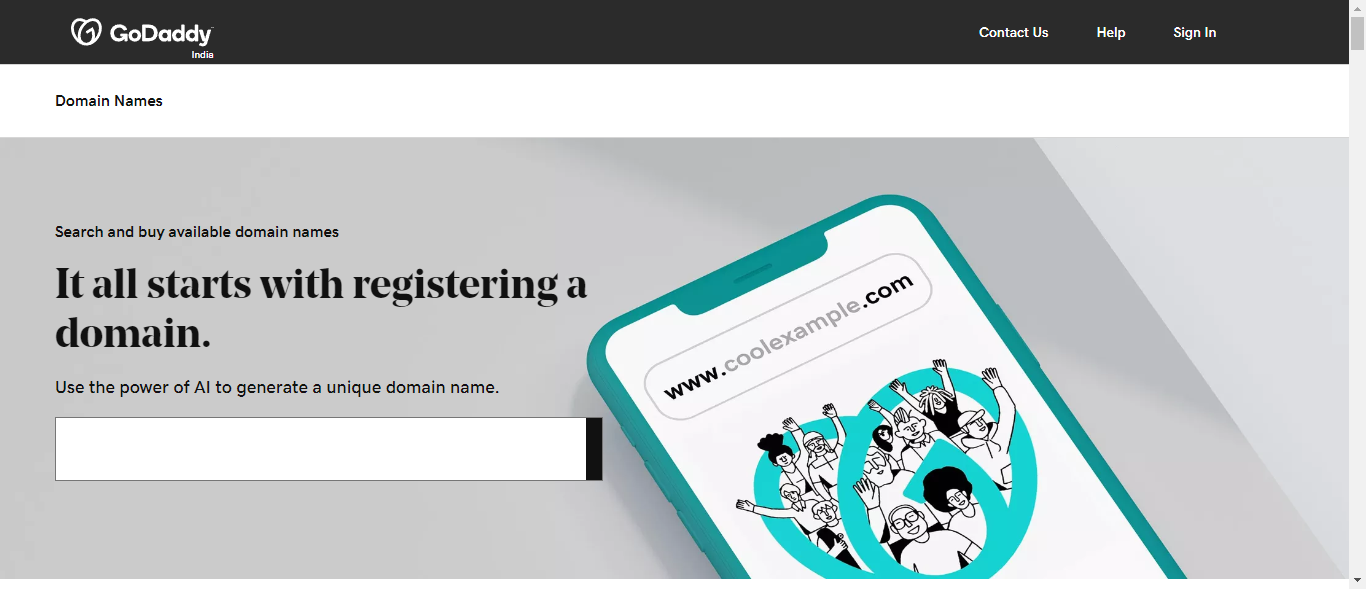 GoDaddy
India
Contact Us
Help
Sign In
Domain Names
Search and buy available domain names
It all starts with registering a
domain.
Use the power of AI to generate a unique domain name.
www.coolexample.com